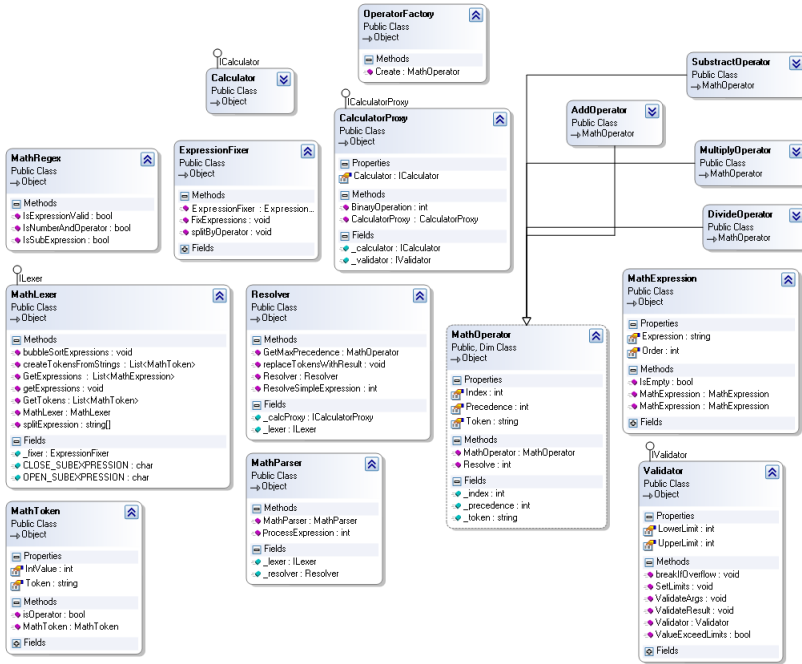 OperatorFactory
Public Class
Object
Methods
Create : MathOperator
ICalculator
Calculator
Public Class
Object
ICalculatorProxy
CalculatorProxy
Public Class
Object
Properties
Calculator : ICalculator
Methods
BinaryOperation : int
CalculatorProxy : CalculatorProxy
Fields
_calculator : ICalculator
_validator : IValidator
SubstractOperator
Public Class
MathOperator
AddOperator
Public Class
MathOperator
MultiplyOperator
Public Class
MathOperator
DivideOperator
Public Class
MathOperator
MathRegex
Public Class
Object
Methods
IsExpressionValid : bool
IsNumberAndOperator : bool
IsSubExpression : bool
ExpressionFixer
Public Class
Object
Methods
ExpressionFixer : Expression...
FixExpressions : void
splitByOperator : void
Fields
ILexer
MathLexer
Public Class
Object
Methods
bubbleSortExpressions : void
createTokensFromStrings : List<MathToken>
GetExpressions : List<MathExpression>
getExpressions : void
GetTokens : List<MathToken>
MathLexer : MathLexer
splitExpression : string[]
Fields
_fixer : ExpressionFixer
CLOSE_SUBEXPRESSION : char
OPEN_SUBEXPRESSION : char
Resolver
Public Class
Object
Methods
GetMaxPrecedence : MathOperator
replaceTokensWithResult : void
Resolver : Resolver
ResolveSimpleExpression : int
Fields
_calcProxy : ICalculatorProxy
_lexer : ILexer
MathOperator
Public, Dim Class
Object
Properties
Index : int
Precedence : int
Token : string
Methods
MathOperator : MathOperator
Resolve : int
Fields
_index : int
_precedence : int
_token : string
MathExpression
Public Class
Object
Properties
Expression : string
Order : int
Methods
IsEmpty : bool
MathExpression : MathExpression
MathExpression : MathExpression
Fields
MathParser
Public Class
Object
Methods
MathParser : MathParser
ProcessExpression : int
Fields
_lexer : ILexer
_resolver : Resolver
IValidator
Validator
Public Class
Object
Properties
LowerLimit : int
UpperLimit : int
Methods
breakIfOverflow : void
SetLimits : void
ValidateArgs : void
ValidateResult : void
Validator : Validator
ValueExceedLimits : bool
Fields
MathToken
Public Class
Object
Properties
IntValue : int
Token : string
Methods
isOperator : bool
MathToken : MathToken
Fields